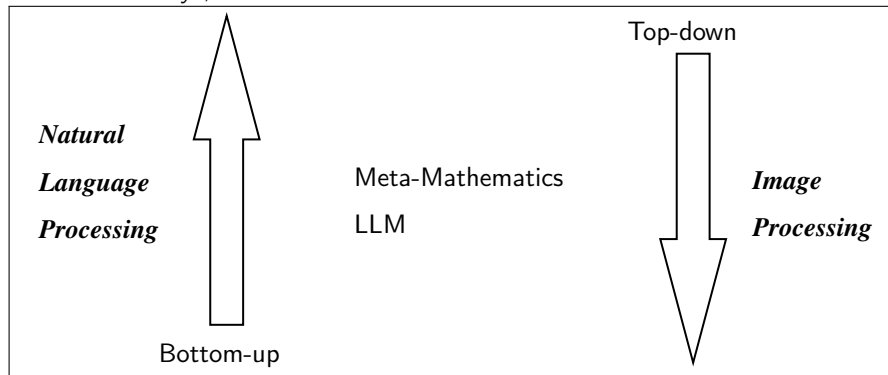 Top-down
Natural
Language
Processing
Meta-Mathematics
LLM
Image
Processing
Bottom-up